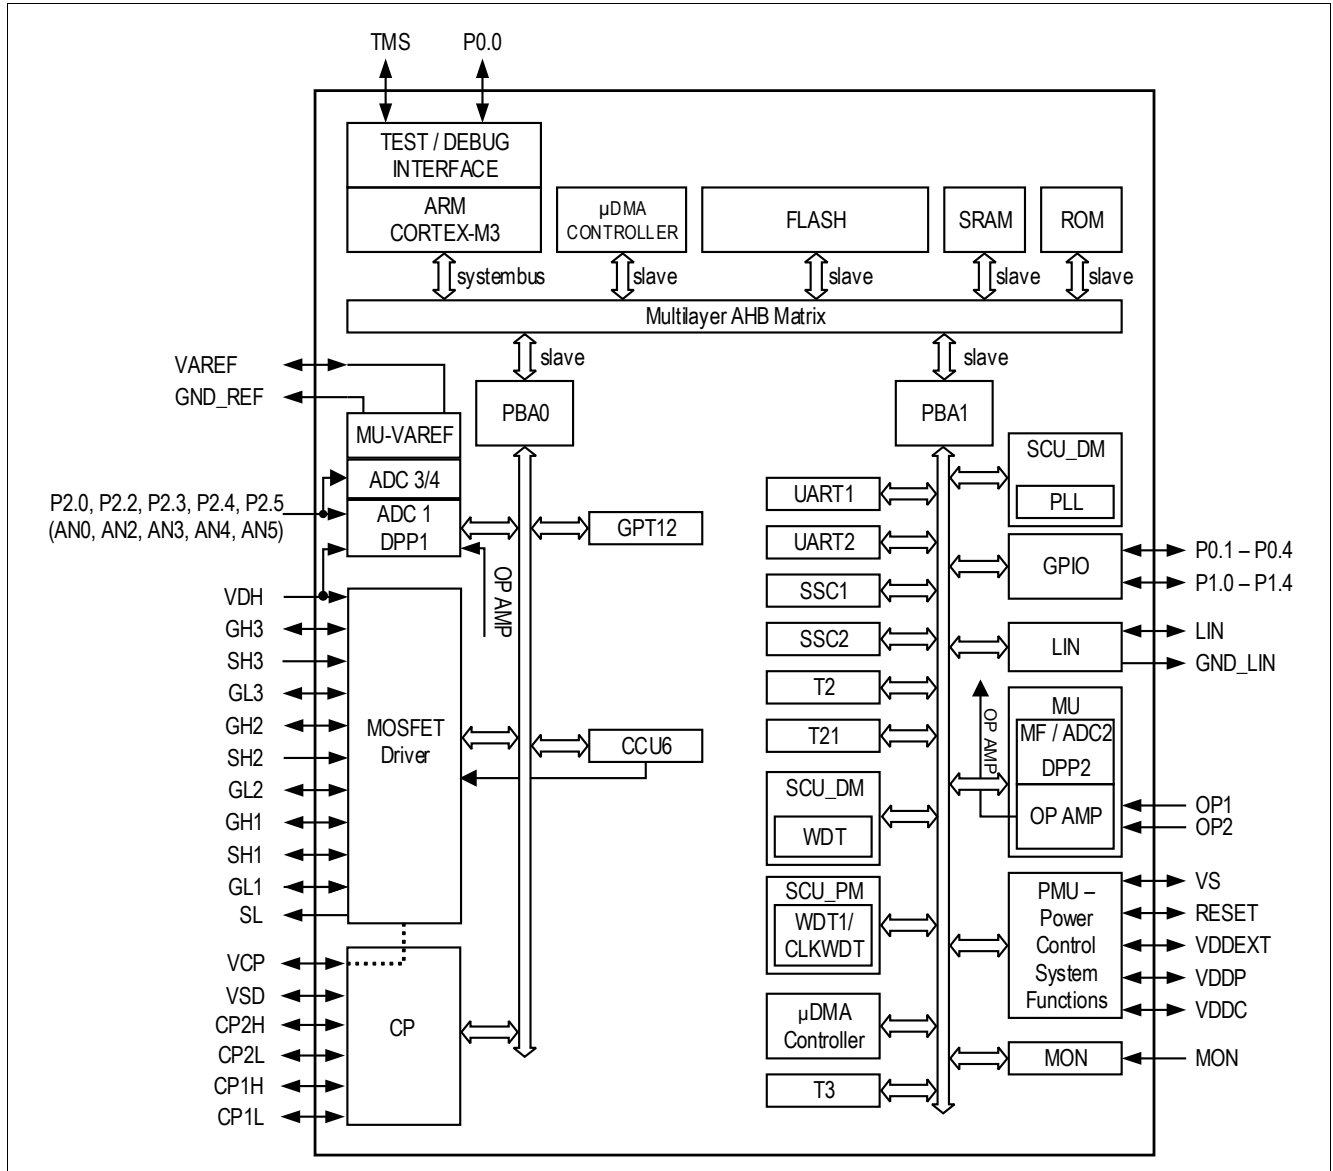 TMS P0.0
TEST / DEBUG
INTERFACE
ARM
CORTEX-M3
µDMA
CONTROLLER
FLASH
SRAM
ROM
systembus
slave
slave
slave
slave
Multilayer AHB Matrix
slave
slave
VAREF
GND_REF
PBA0
PBA1
MU-VAREF
ADC 3/4
ADC 1
DPP1
P2.0, P2.2, P2.3, P2.4, P2.5
(AN0, AN2, AN3, AN4, AN5)
GPT12
OP AMP
VDH
GH3
SH3
GL3
GH2
SH2
GL2
GH1
SH1
GL1
SL
MOSFET
Driver
CCU6
VCP
VSD
CP2H
CP2L
CP1H
CP1L
CP
UART1
UART2
SSC1
SSC2
T2
T21
SCU_DM
WDT
SCU_PM
WDT1/
CLKWDT
µDMA
Controller
T3
SCU_DM
PLL
GPIO
P0.1 – P0.4
P1.0 – P1.4
LIN
LIN
GND_LIN
OP AMP
MU
MF / ADC2
DPP2
OP AMP
OP1
OP2
PMU –
Power
Control
System
Functions
VS
RESET
VDDEXT
VDDP
VDDC
MON
MON